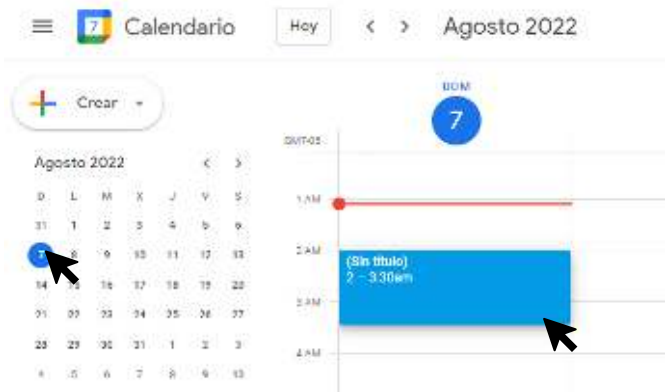 7 Calendario Hoy < > Agosto 2022
Crear
DOM
7
GMT-05
Agosto 2022 < >
D L M X J V S
31 1 2 3 4 5 6
7 8 9 10 11 12 13
14 15 16 17 18 19 20
21 22 23 24 25 26 27
28 29 30 31 1 2 3
4 5 6 7 8 9 10
1 AM
2 AM
(Sin título)
2 – 3:30am
3 AM
4 AM